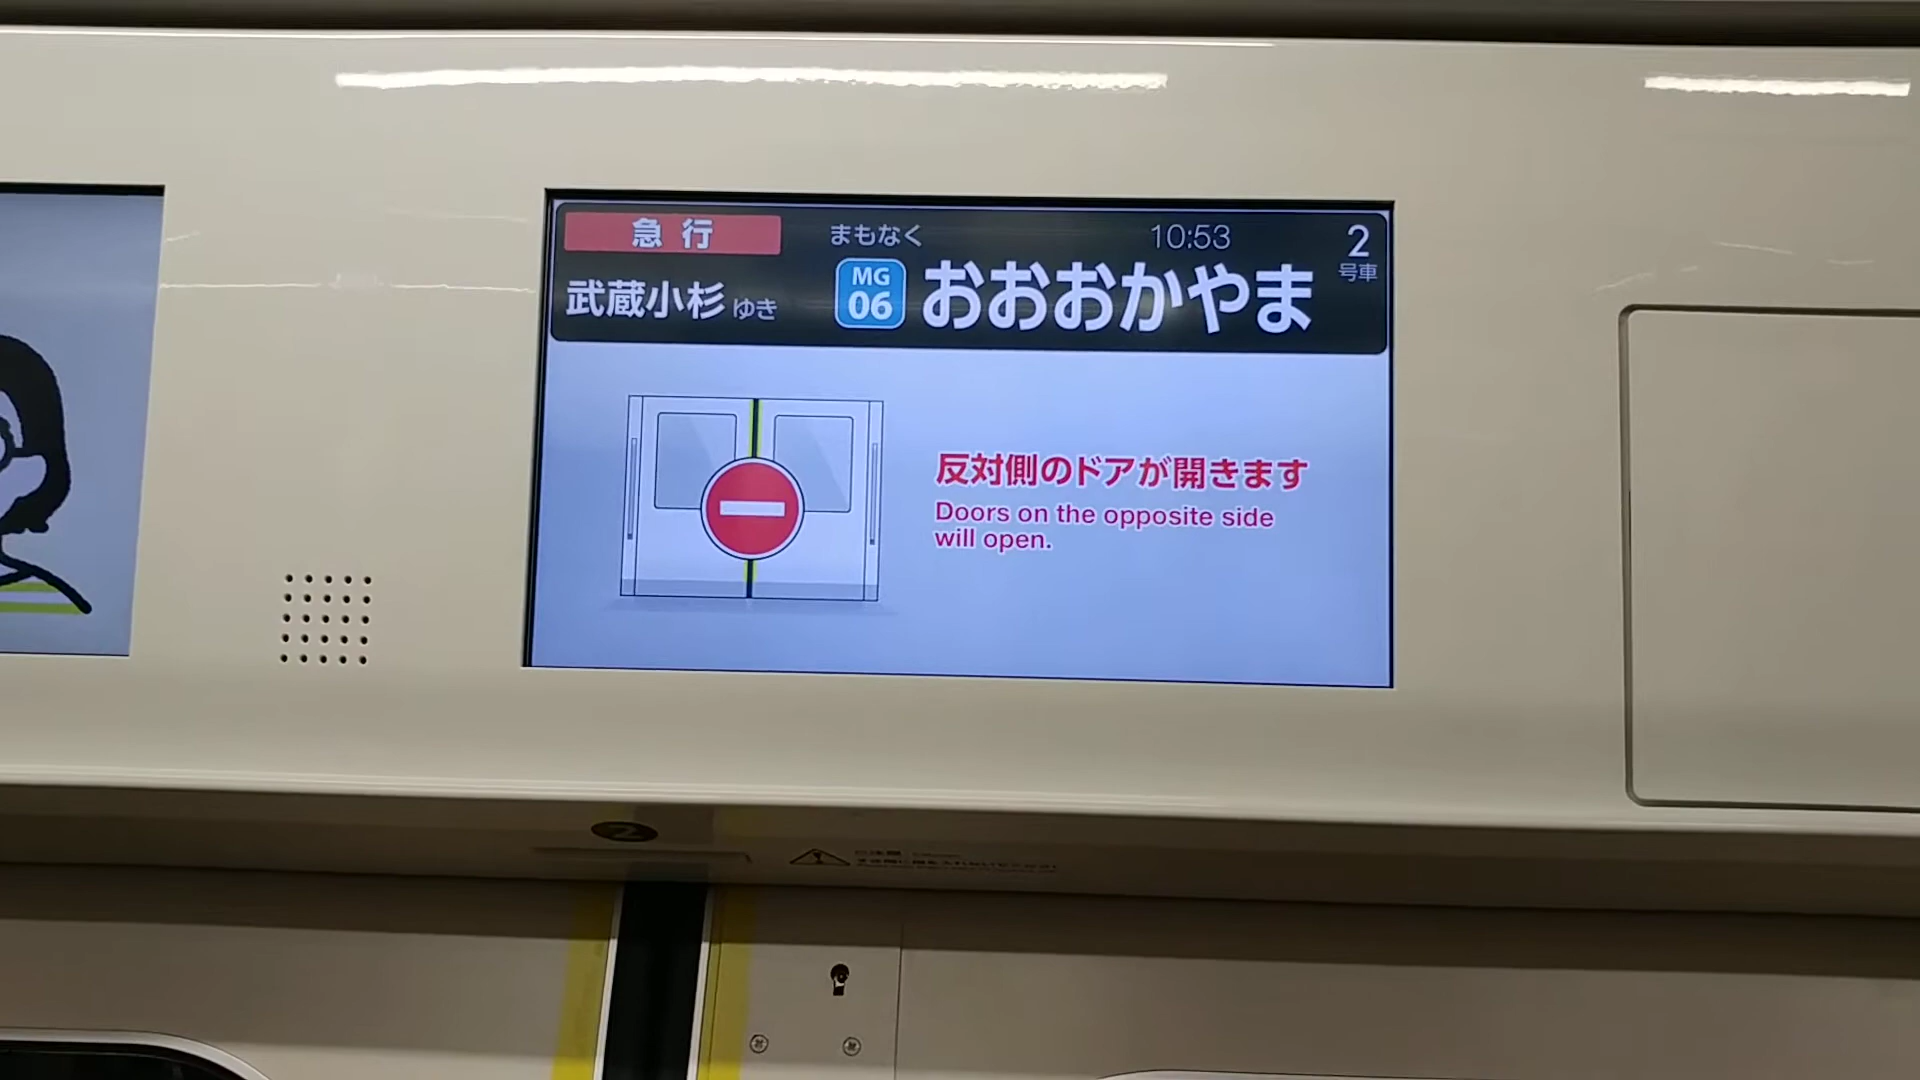 急行
まもなく
10:53
2
号車
武蔵小杉 ゆき
MG
06
おおおかやま
反対側のドアが開きます
Doors on the opposite side
will open.
2